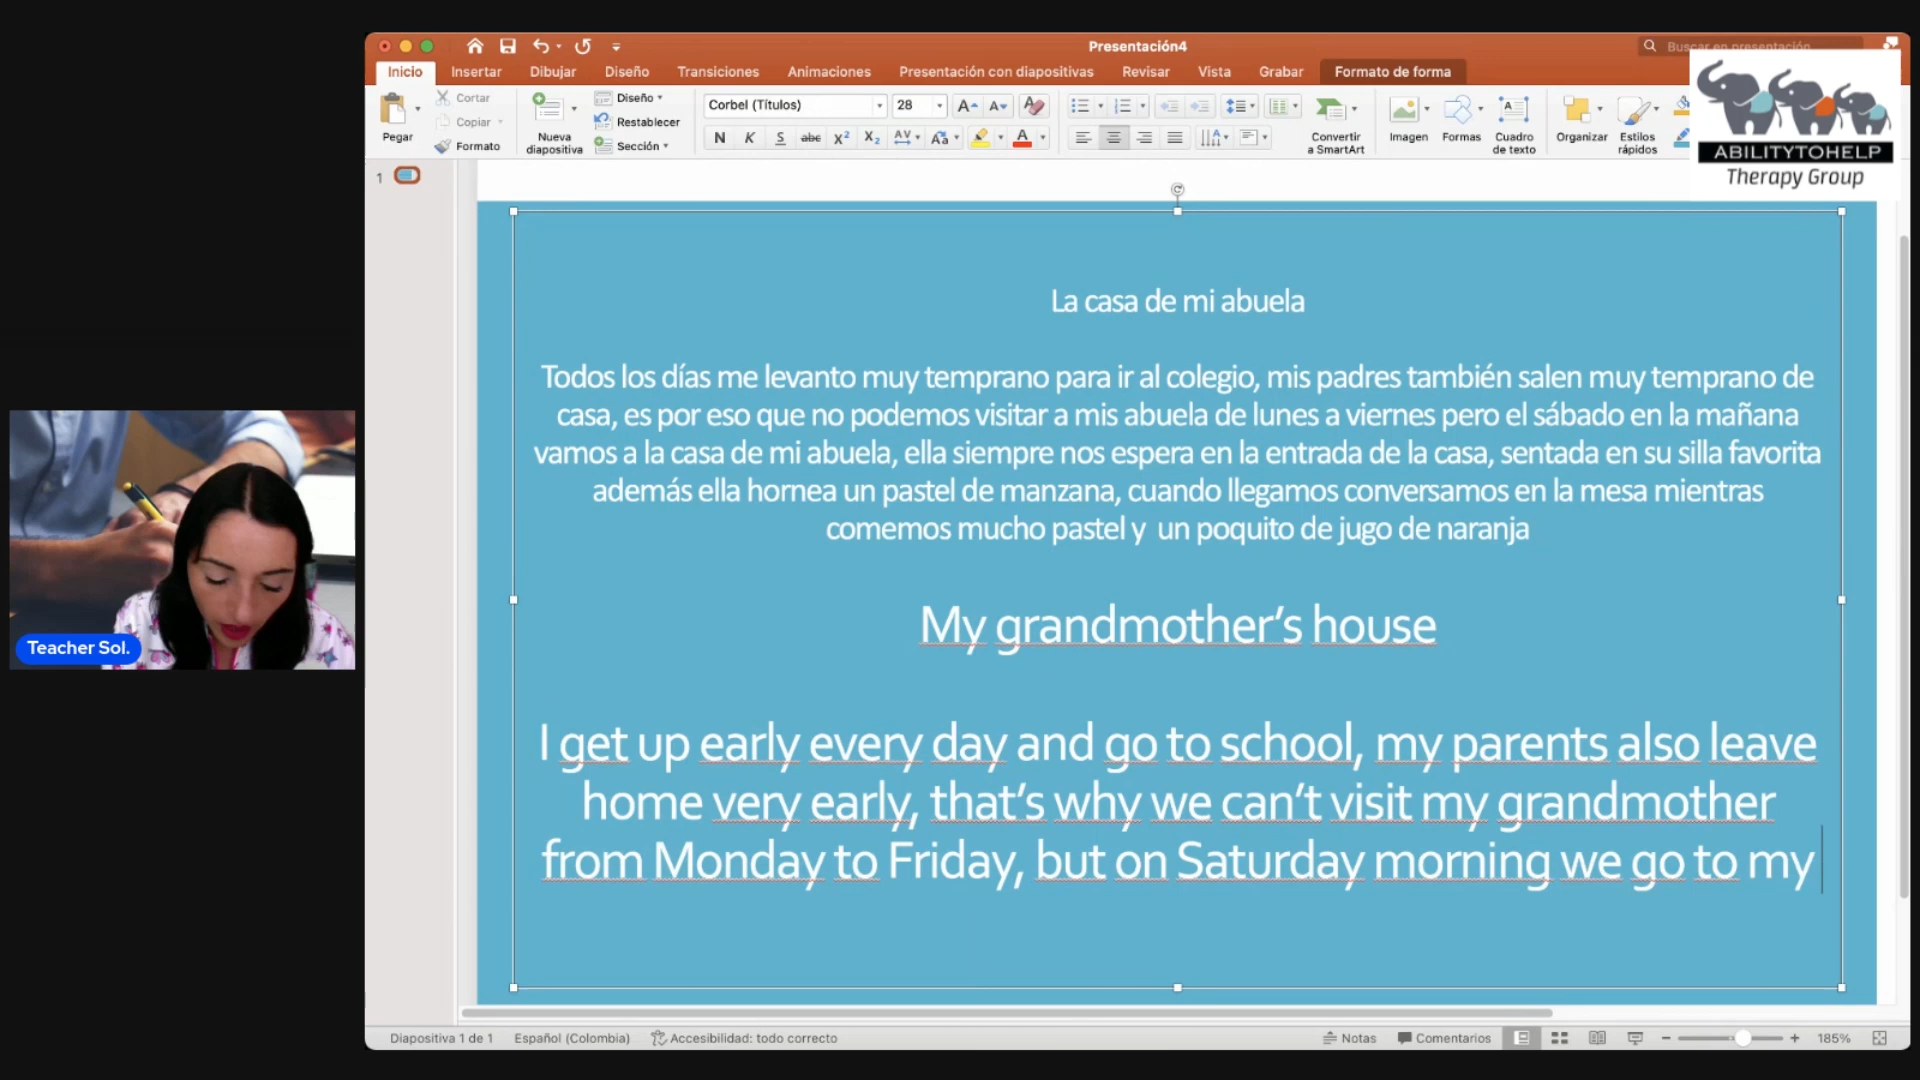 Presentación4
Buscar en presentación
Inicio Insertar Dibujar Diseño Transiciones Animaciones Presentación con diapositivas Revisar Vista Grabar Formato de forma
Pegar
Cortar
Copiar
Formato
Nueva diapositiva
Diseño
Restablecer
Sección
Corbel (Títulos) 28
N K S abc X² X₂ AV Aa A
Convertir a SmartArt
Imagen
Formas
Cuadro de texto
Organizar
Estilos rápidos
ABILITYTOHELP
Therapy Group
1
La casa de mi abuela
Todos los días me levanto muy temprano para ir al colegio, mis padres también salen muy temprano de
casa, es por eso que no podemos visitar a mis abuela de lunes a viernes pero el sábado en la mañana
vamos a la casa de mi abuela, ella siempre nos espera en la entrada de la casa, sentada en su silla favorita
además ella hornea un pastel de manzana, cuando llegamos conversamos en la mesa mientras
comemos mucho pastel y un poquito de jugo de naranja
My grandmother's house
I get up early every day and go to school, my parents also leave
home very early, that's why we can't visit my grandmother
from Monday to Friday, but on Saturday morning we go to my
Teacher Sol.
Diapositiva 1 de 1 Español (Colombia) Accesibilidad: todo correcto Notas Comentarios 185%